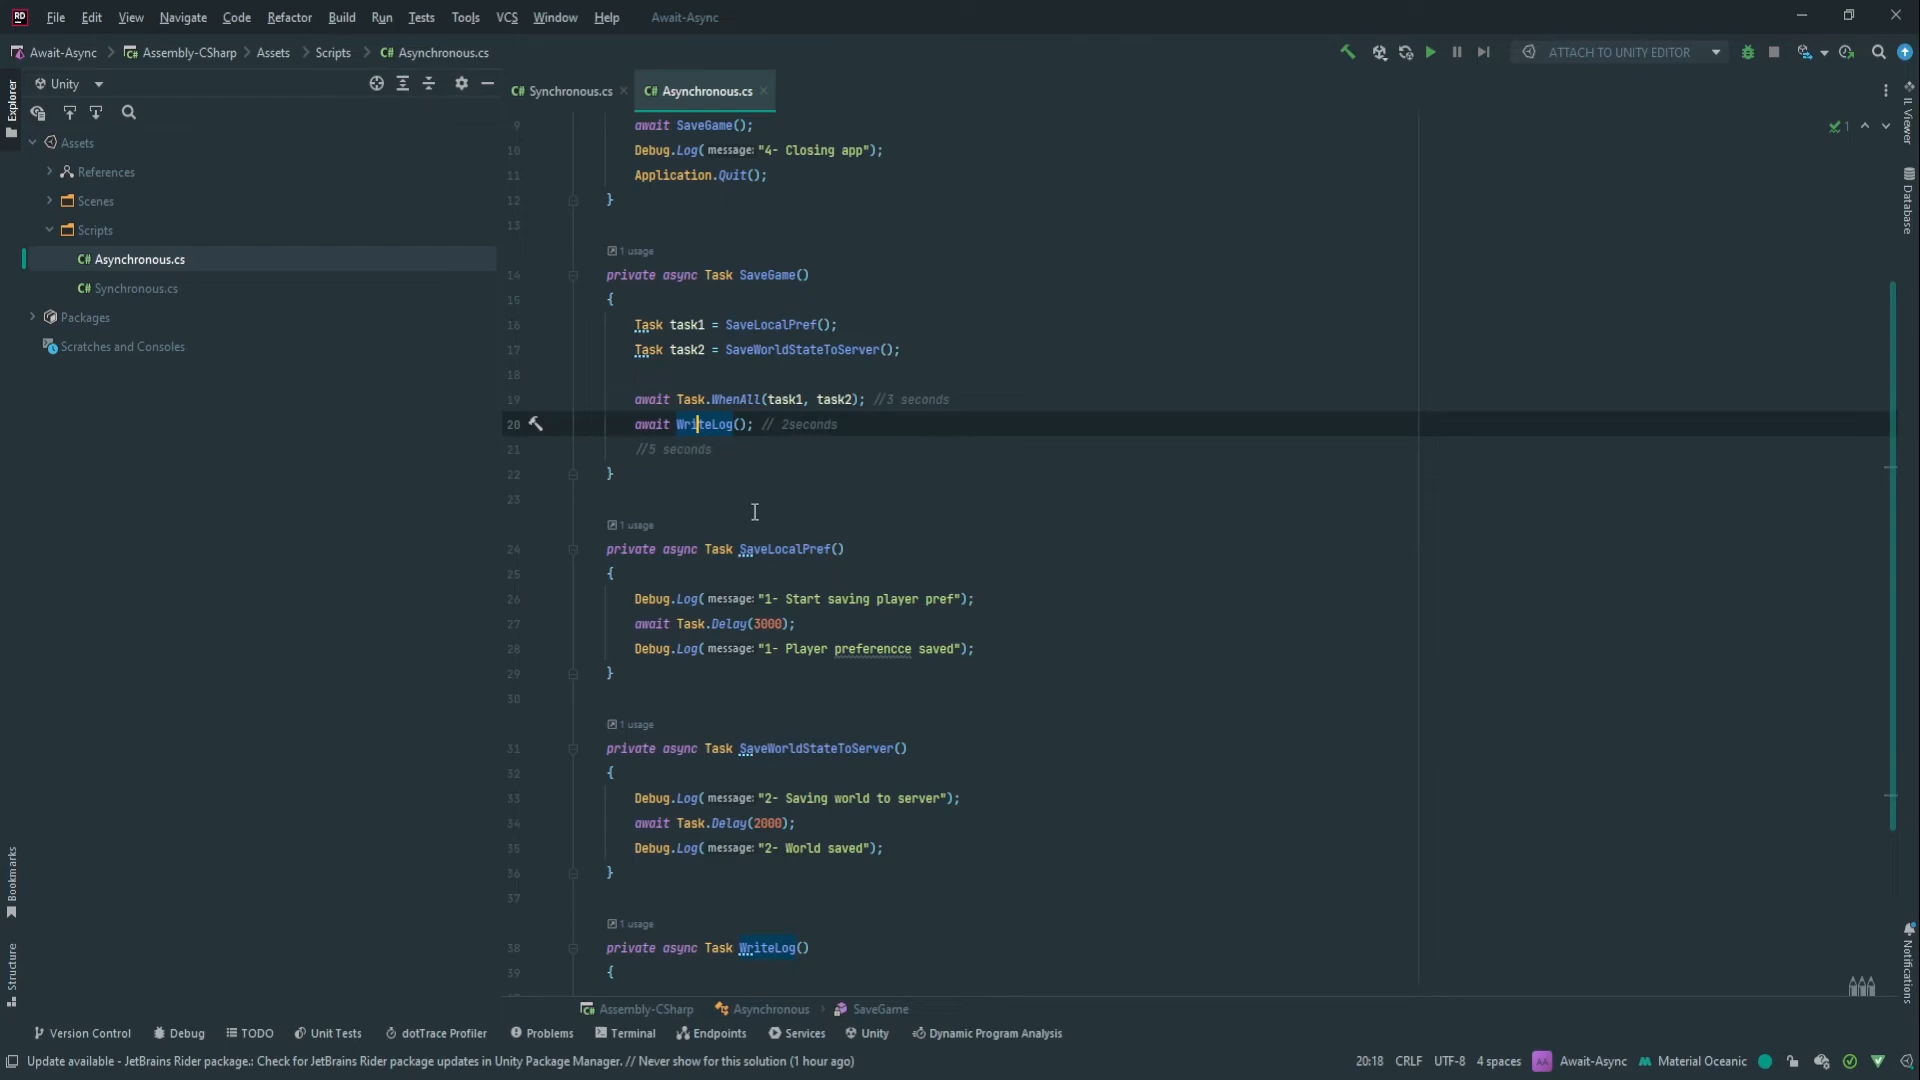 File Edit View Navigate Code Refactor Build Run Tests Tools VCS Window Help Await-Async
Await-Async Assembly-CSharp Assets Scripts C# Asynchronous.cs
ATTACH TO UNITY EDITOR
Explorer
Unity
C# Synchronous.cs
C# Asynchronous.cs
Assets
References
Scenes
Scripts
C# Asynchronous.cs
C# Synchronous.cs
Packages
Scratches and Consoles
9 await SaveGame();
10 Debug.Log( message: "4- Closing app");
11 Application.Quit();
12 }
13
1 usage
14 private async Task SaveGame()
15 {
16 Task task1 = SaveLocalPref();
17 Task task2 = SaveWorldStateToServer();
18
19 await Task.WhenAll(task1, task2); //3 seconds
20 await WriteLog(); // 2seconds
21 //5 seconds
22 }
23
1 usage
24 private async Task SaveLocalPref()
25 {
26 Debug.Log( message: "1- Start saving player pref");
27 await Task.Delay(3000);
28 Debug.Log( message: "1- Player preferencce saved");
29 }
30
1 usage
31 private async Task SaveWorldStateToServer()
32 {
33 Debug.Log( message: "2- Saving world to server");
34 await Task.Delay(2000);
35 Debug.Log( message: "2- World saved");
36 }
37
1 usage
38 private async Task WriteLog()
39 {
1
IL Viewer
Database
Notifications
Bookmarks
Structure
Assembly-CSharp Asynchronous SaveGame
Version Control Debug TODO Unit Tests dotTrace Profiler Problems Terminal Endpoints Services Unity Dynamic Program Analysis
Update available - JetBrains Rider package.: Check for JetBrains Rider package updates in Unity Package Manager. // Never show for this solution (1 hour ago)
20:18 CRLF UTF-8 4 spaces AA Await-Async Material Oceanic